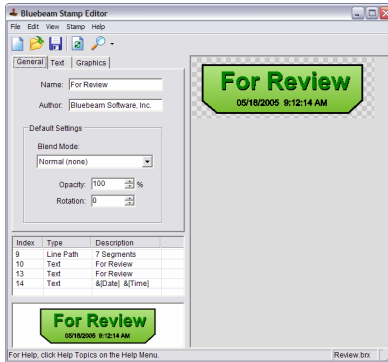 Bluebeam Stamp Editor
File Edit View Stamp Help
General Text Graphics
Name: For Review
Author: Bluebeam Software, Inc.
Default Settings
Blend Mode:
Normal (none)
Opacity: 100 %
Rotation: 0
Index Type Description
9 Line Path 7 Segments
10 Text For Review
13 Text For Review
14 Text &[Date] &[Time]
For Review
05/18/2005 9:12:14 AM
For Review
05/18/2005 9:12:14 AM
For Help, click Help Topics on the Help Menu.
Review.brx